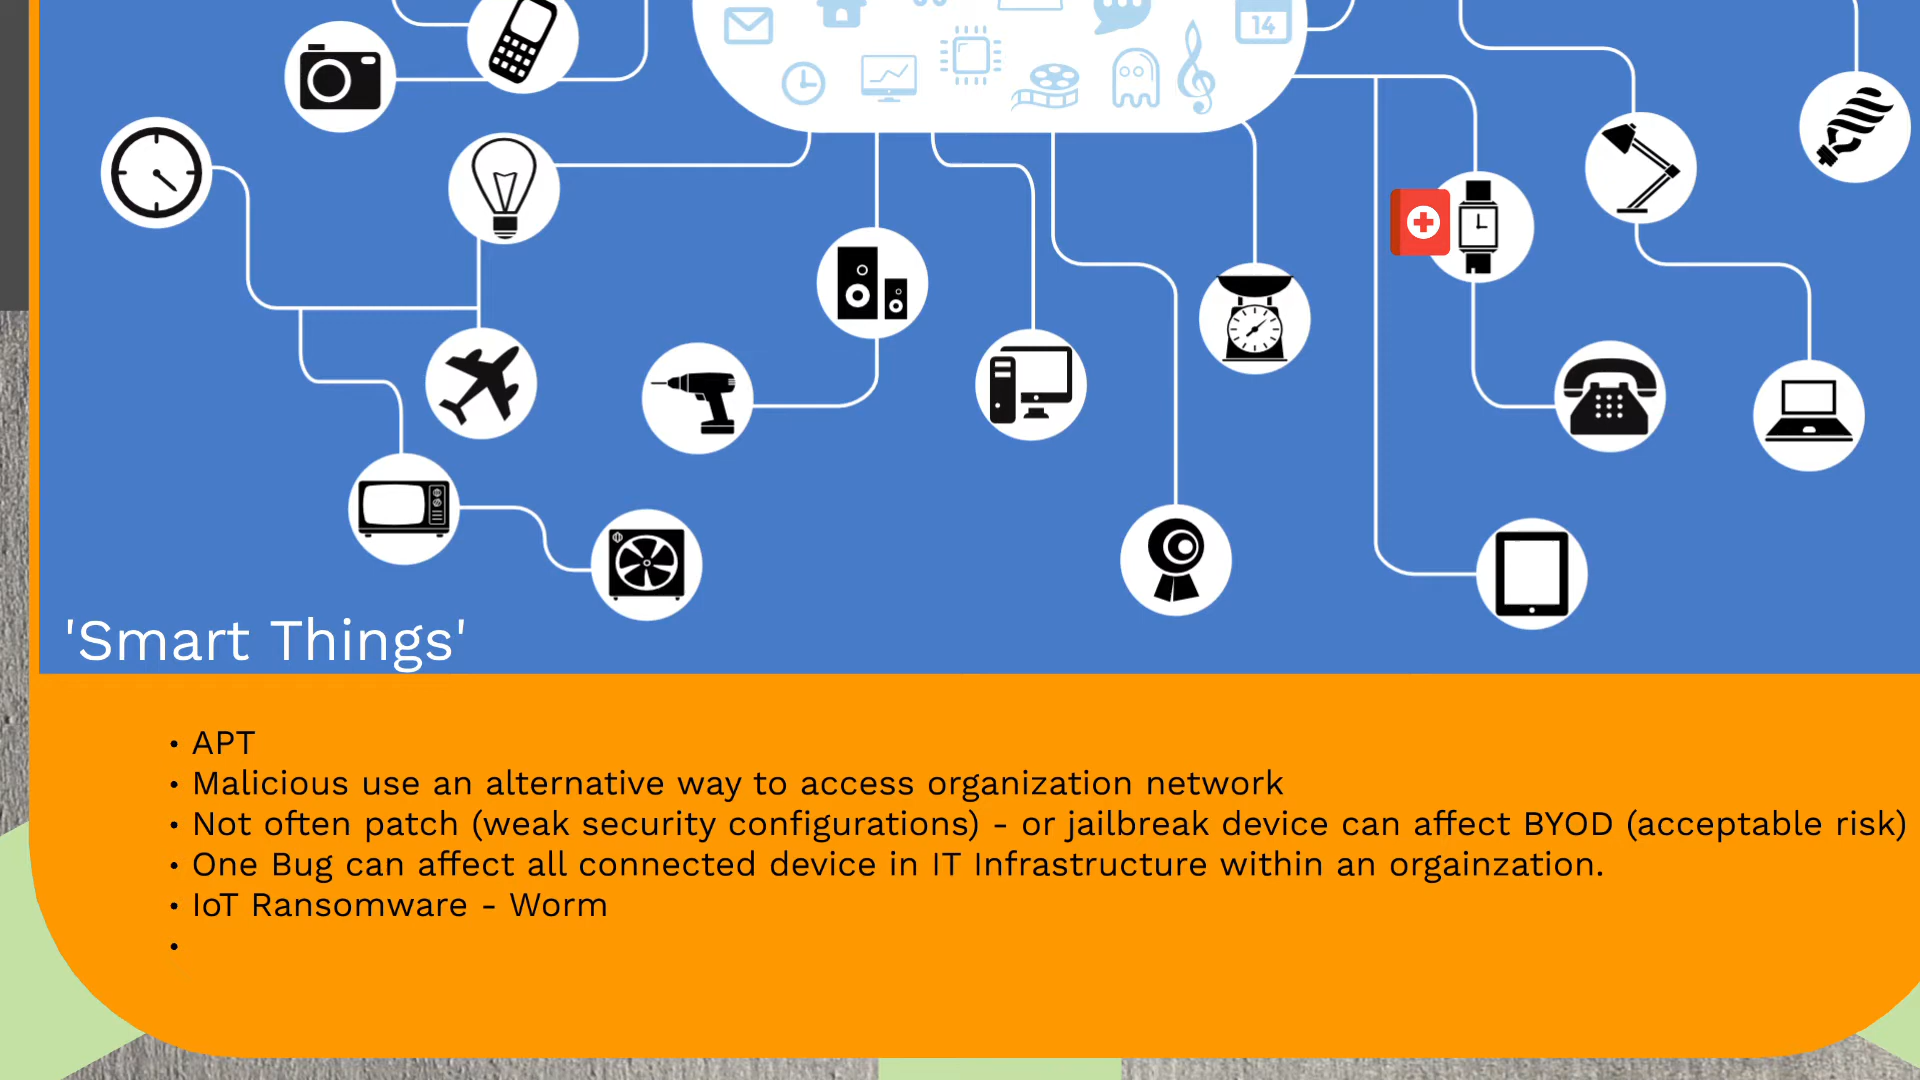 14
'Smart Things'
• APT
• Malicious use an alternative way to access organization network
• Not often patch (weak security configurations) - or jailbreak device can affect BYOD (acceptable risk)
• One Bug can affect all connected device in IT Infrastructure within an orgainzation.
• IoT Ransomware - Worm
•